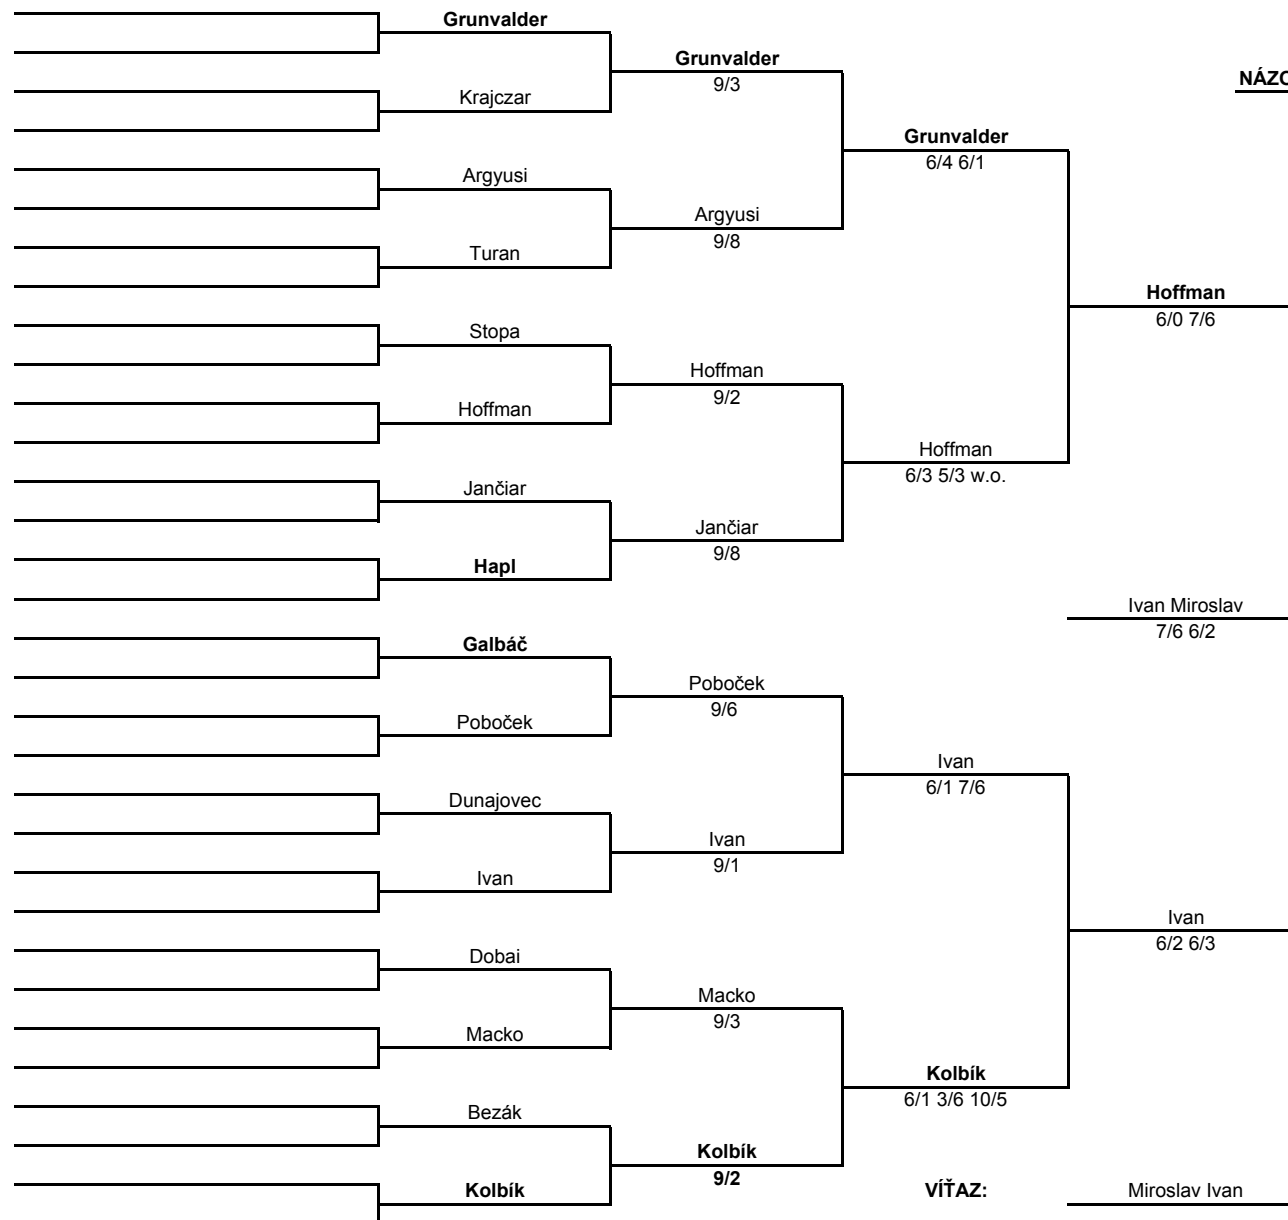 Grunvalder
Grunvalder
9/3
NÁZO
Krajczar
Grunvalder
6/4 6/1
Argyusi
Argyusi
9/8
Turan
Hoffman
6/0 7/6
Stopa
Hoffman
9/2
Hoffman
Hoffman
6/3 5/3 w.o.
Jančiar
Jančiar
9/8
Hapl
Ivan Miroslav
7/6 6/2
Galbáč
Poboček
9/6
Poboček
Ivan
6/1 7/6
Dunajovec
Ivan
9/1
Ivan
Ivan
6/2 6/3
Dobai
Macko
9/3
Macko
Kolbík
6/1 3/6 10/5
Bezák
Kolbík
9/2
Kolbík
VÍŤAZ:
Miroslav Ivan